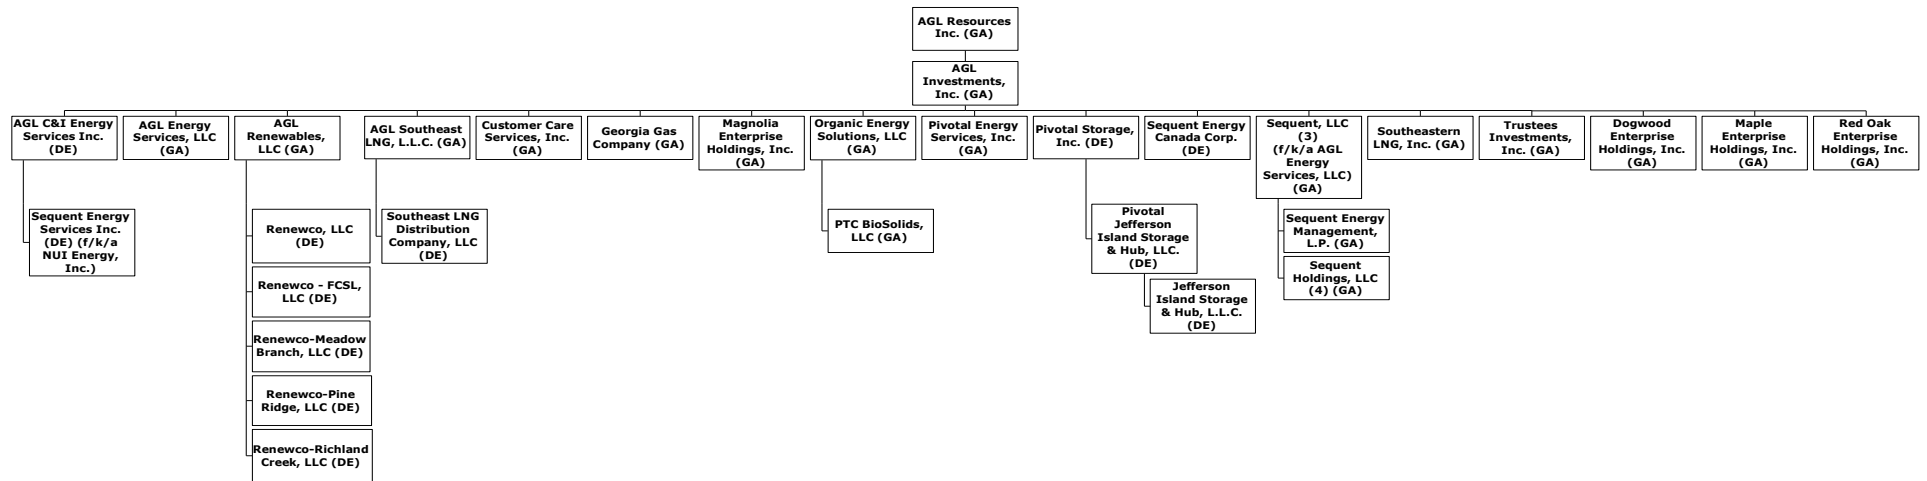 AGL Resources
Inc. (GA)
AGL
Investments,
Inc. (GA)
AGL C&I Energy
Services Inc.
(DE)
AGL Energy
Services, LLC
(GA)
AGL
Renewables,
LLC (GA)
AGL Southeast
LNG, L.L.C. (GA)
Customer Care
Services, Inc.
(GA)
Georgia Gas
Company (GA)
Magnolia
Enterprise
Holdings, Inc.
(GA)
Organic Energy
Solutions, LLC
(GA)
Pivotal Energy
Services, Inc.
(GA)
Pivotal Storage,
Inc. (DE)
Sequent Energy
Canada Corp.
(DE)
Sequent, LLC
(3)
(f/k/a AGL
Energy
Services, LLC)
(GA)
Southeastern
LNG, Inc. (GA)
Trustees
Investments,
Inc. (GA)
Dogwood
Enterprise
Holdings, Inc.
(GA)
Maple
Enterprise
Holdings, Inc.
(GA)
Red Oak
Enterprise
Holdings, Inc.
(GA)
Sequent Energy
Services Inc.
(DE) (f/k/a
NUI Energy,
Inc.)
Renewco, LLC
(DE)
Renewco - FCSL,
LLC (DE)
Renewco-Meadow
Branch, LLC (DE)
Renewco-Pine
Ridge, LLC (DE)
Renewco-Richland
Creek, LLC (DE)
Southeast LNG
Distribution
Company, LLC
(DE)
PTC BioSolids,
LLC (GA)
Pivotal
Jefferson
Island Storage
& Hub, LLC.
(DE)
Jefferson
Island Storage
& Hub, L.L.C.
(DE)
Sequent Energy
Management,
L.P. (GA)
Sequent
Holdings, LLC
(4) (GA)